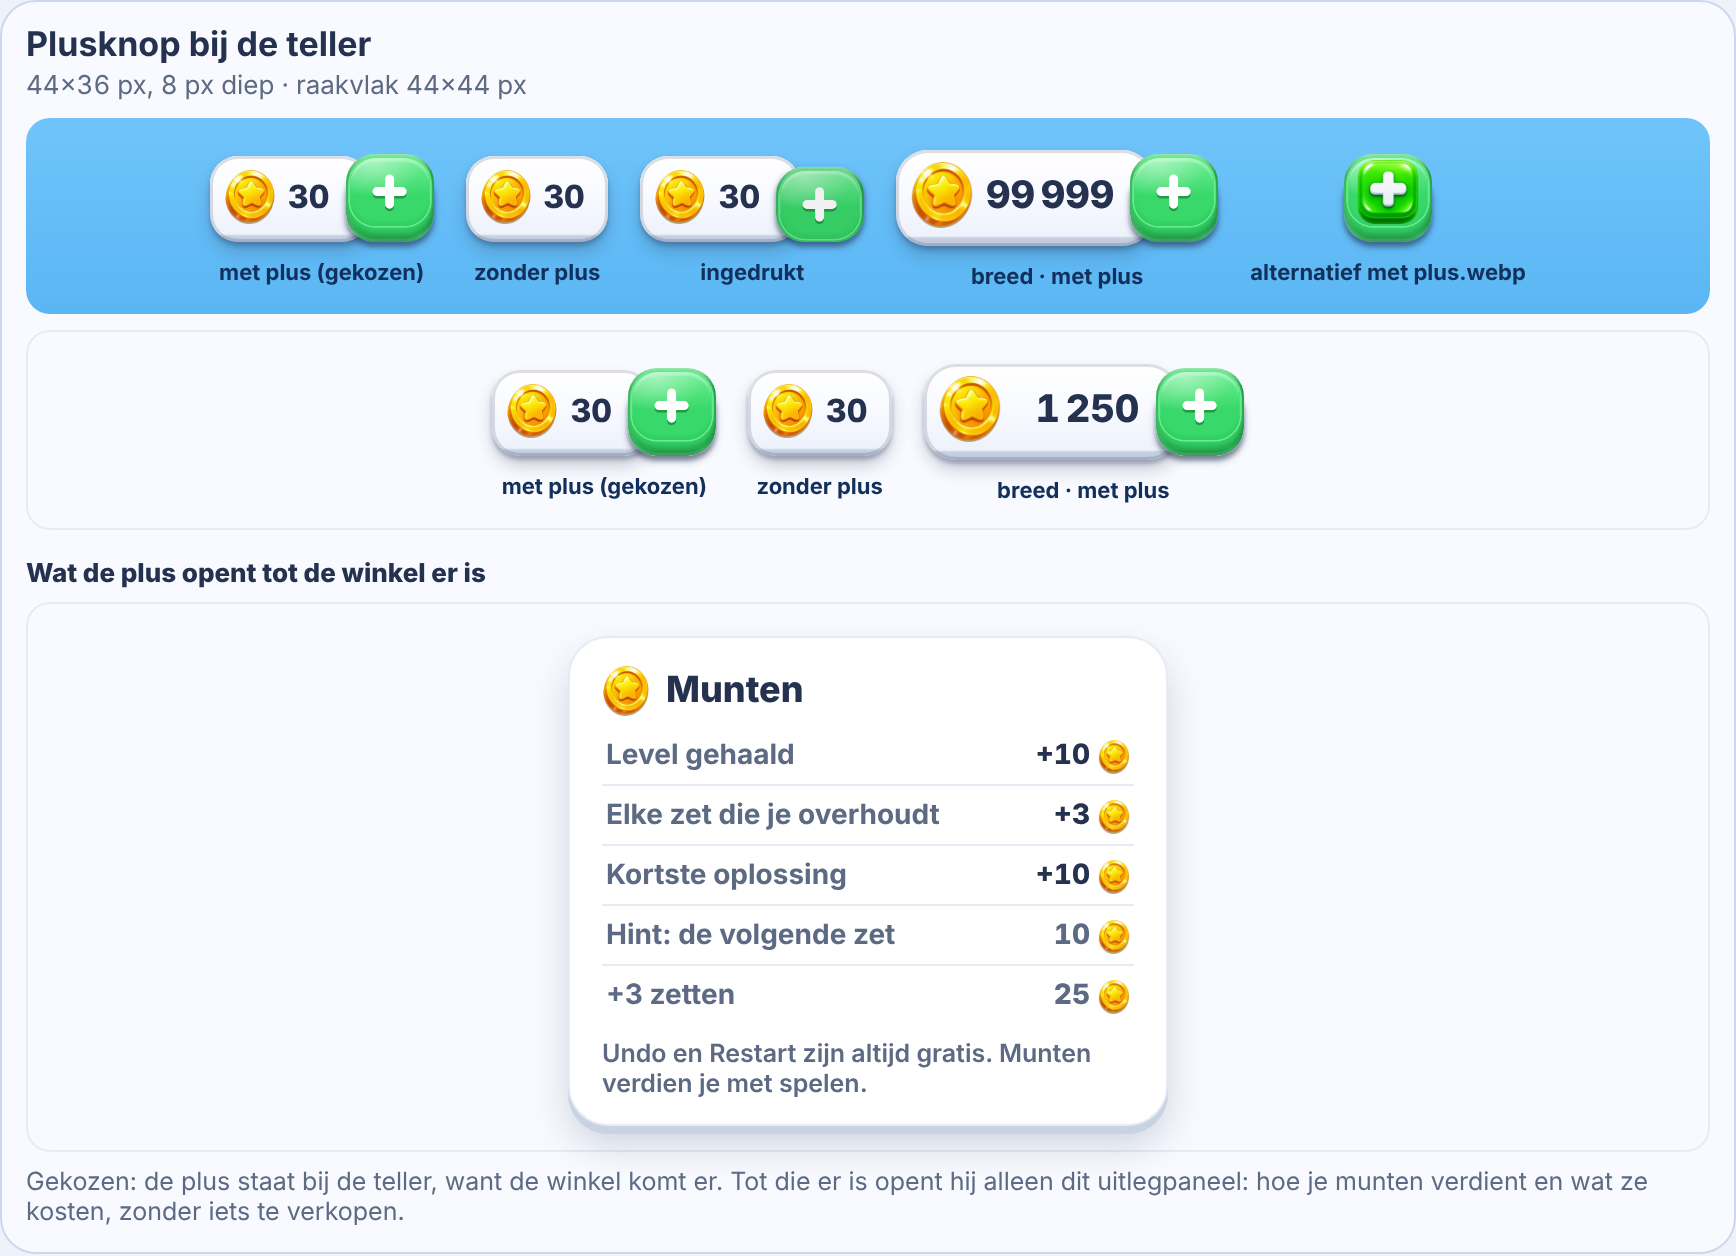 Plusknop bij de teller
44×36 px, 8 px diep · raakvlak 44×44 px
30 30 30 99 999
met plus (gekozen) zonder plus ingedrukt breed · met plus alternatief met plus.webp
30 30 1 250
met plus (gekozen) zonder plus breed · met plus
Wat de plus opent tot de winkel er is
Munten
Level gehaald +10
Elke zet die je overhoudt +3
Kortste oplossing +10
Hint: de volgende zet 10
+3 zetten 25
Undo en Restart zijn altijd gratis. Munten
verdien je met spelen.
Gekozen: de plus staat bij de teller, want de winkel komt er. Tot die er is opent hij alleen dit uitlegpaneel: hoe je munten verdient en wat ze
kosten, zonder iets te verkopen.